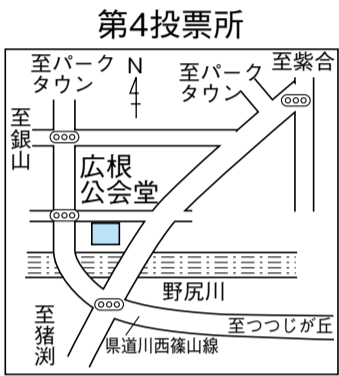 第4投票所
至パーク
タウン
N
至パーク
タウン
至紫合
至銀山
広根
公会堂
野尻川
至猪渕
至つつじが丘
県道川西篠山線